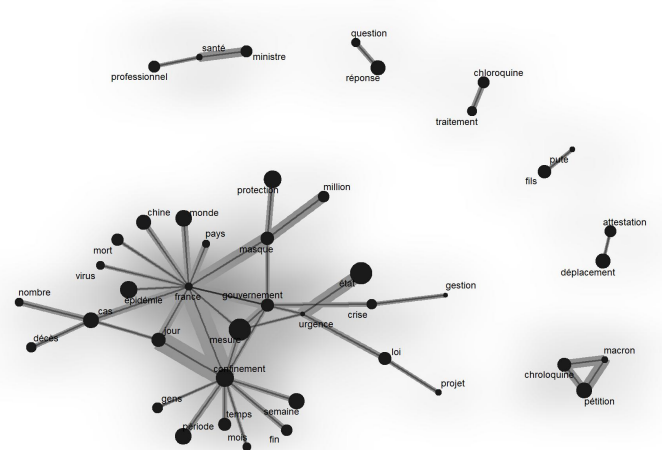 question
santé
ministre
professionnel
réponse
chloroquine
traitement
pute
fils
protection
million
chine
monde
attestation
pays
mort
masque
déplacement
virus
état
gestion
nombre
épidémie
france
gouvernement
cas
crise
urgence
jour
décès
mesure
loi
macron
confinement
chroloquine
projet
gens
pétition
temps
semaine
période
mois
fin